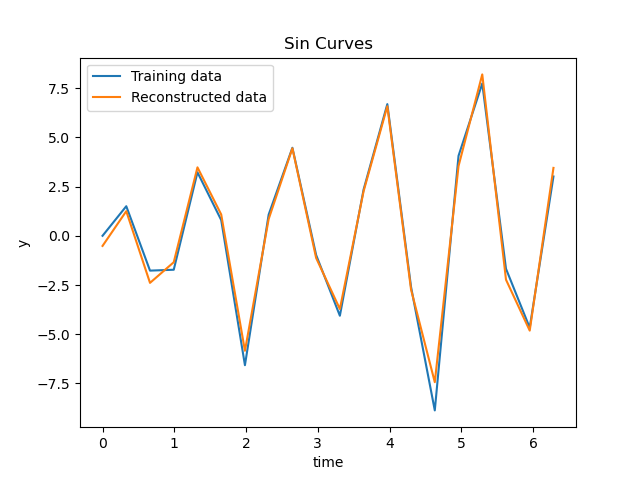 Sin Curves
Training data
Reconstructed data
7.5
5.0
2.5
0.0
−2.5
−5.0
−7.5
y
0 1 2 3 4 5 6
time